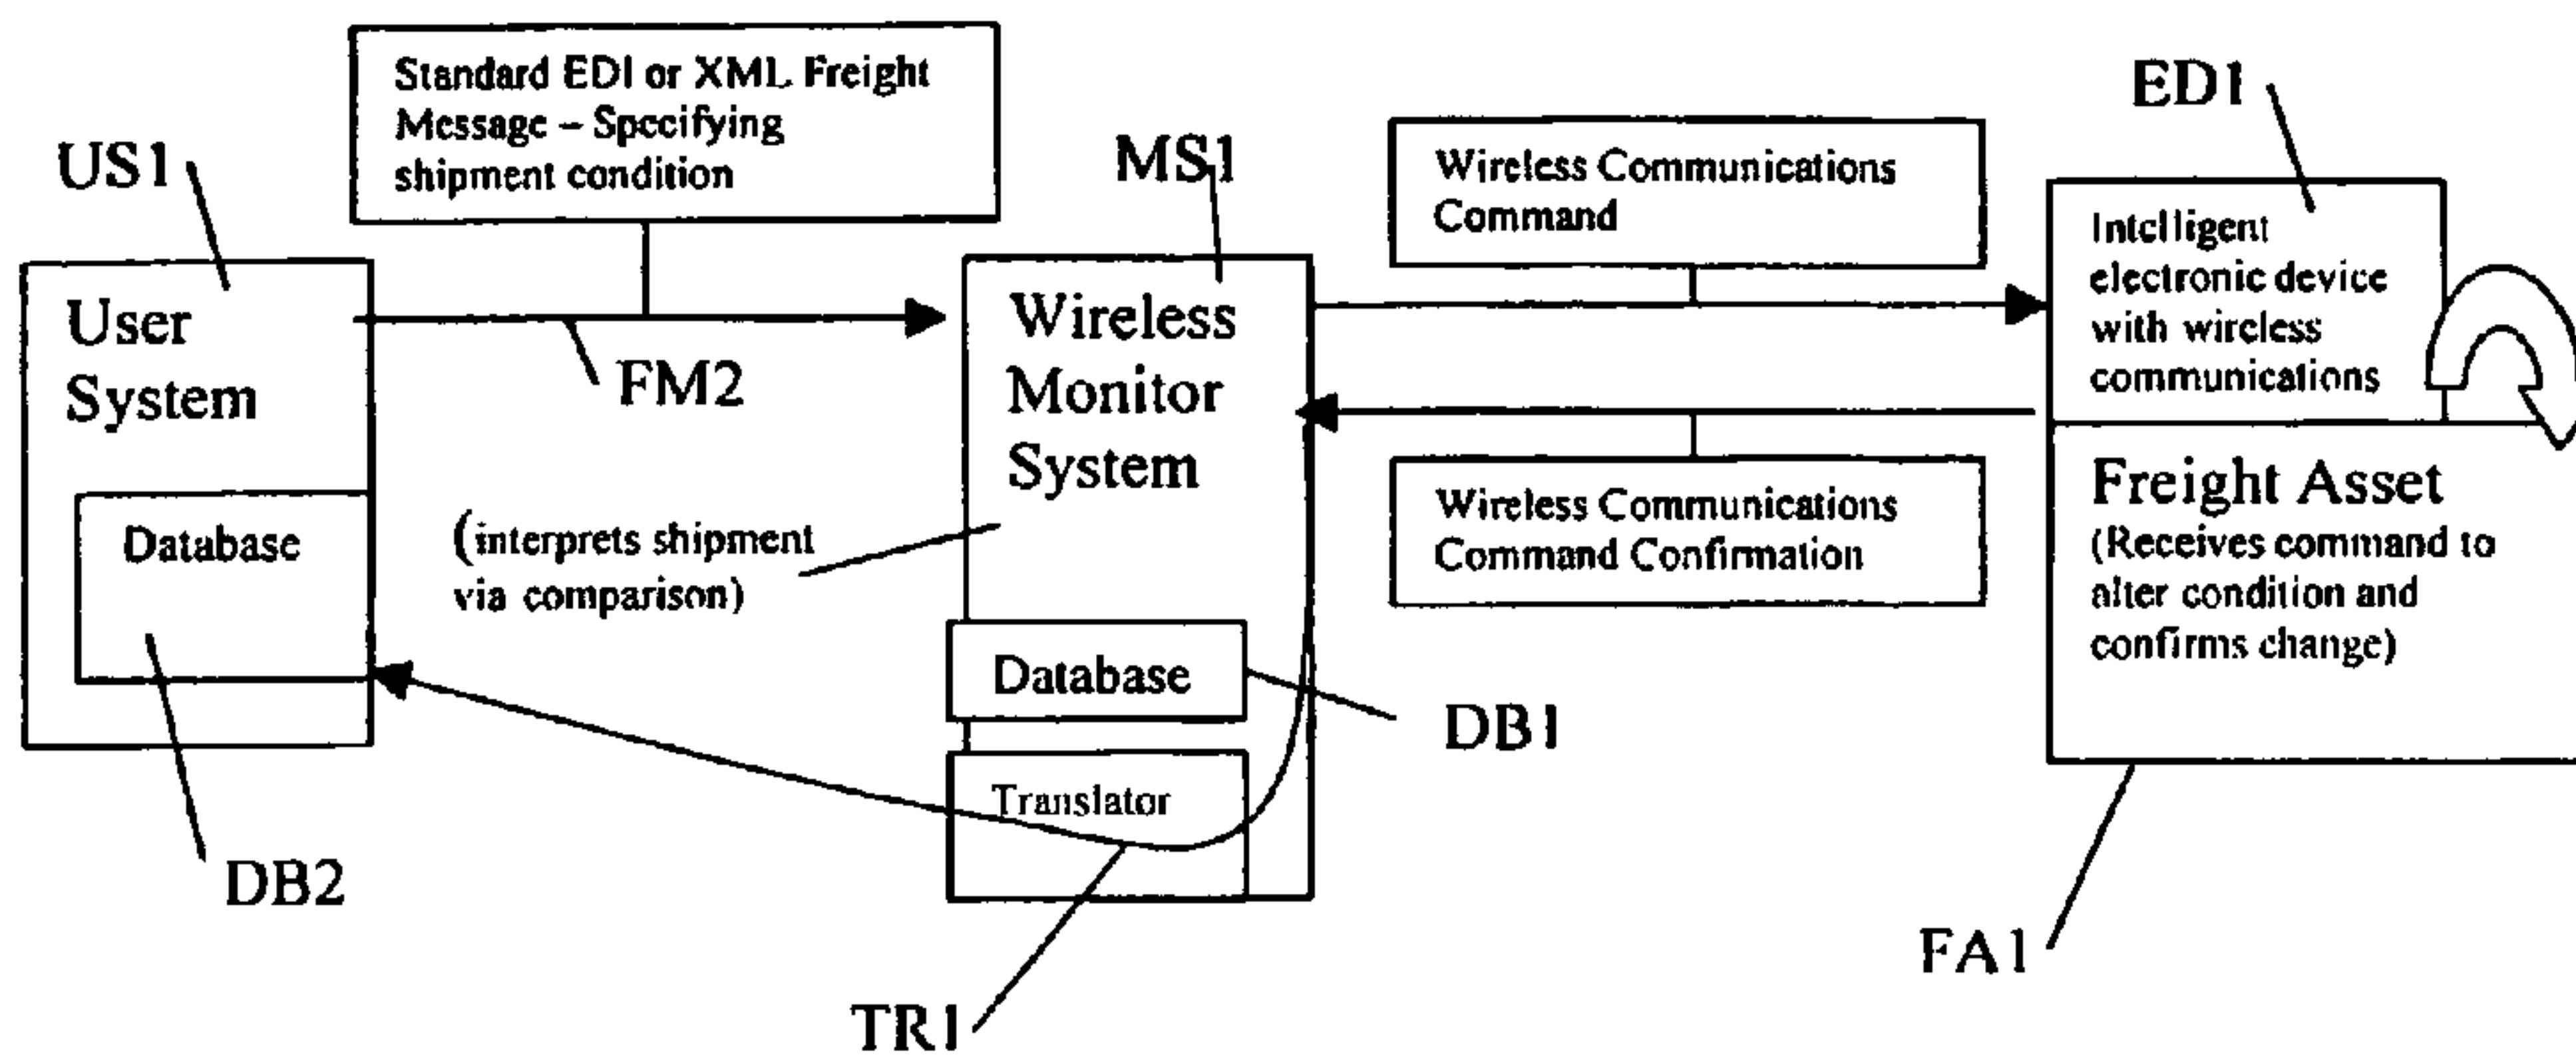 Standard EDI or XML Freight
Message – Specifying
shipment condition
US1
User
System
Database
DB2
FM2
(interprets shipment
via comparison)
MS1
Wireless
Monitor
System
Database
DB1
Translator
TR1
Wireless Communications
Command
Wireless Communications
Command Confirmation
ED1
Intelligent
electronic device
with wireless
communications
Freight Asset
(Receives command to
alter condition and
confirms change)
FA1